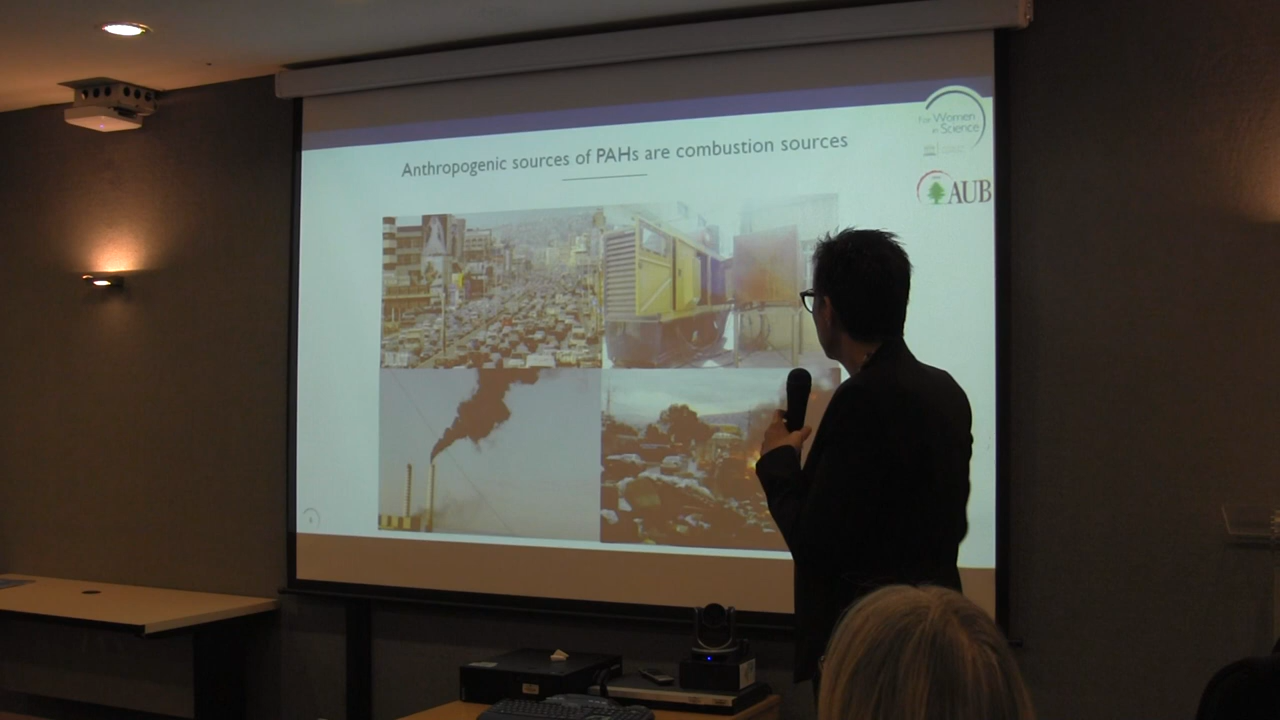 Anthropogenic sources of PAHs are combustion sources
For Women
in Science
AUB